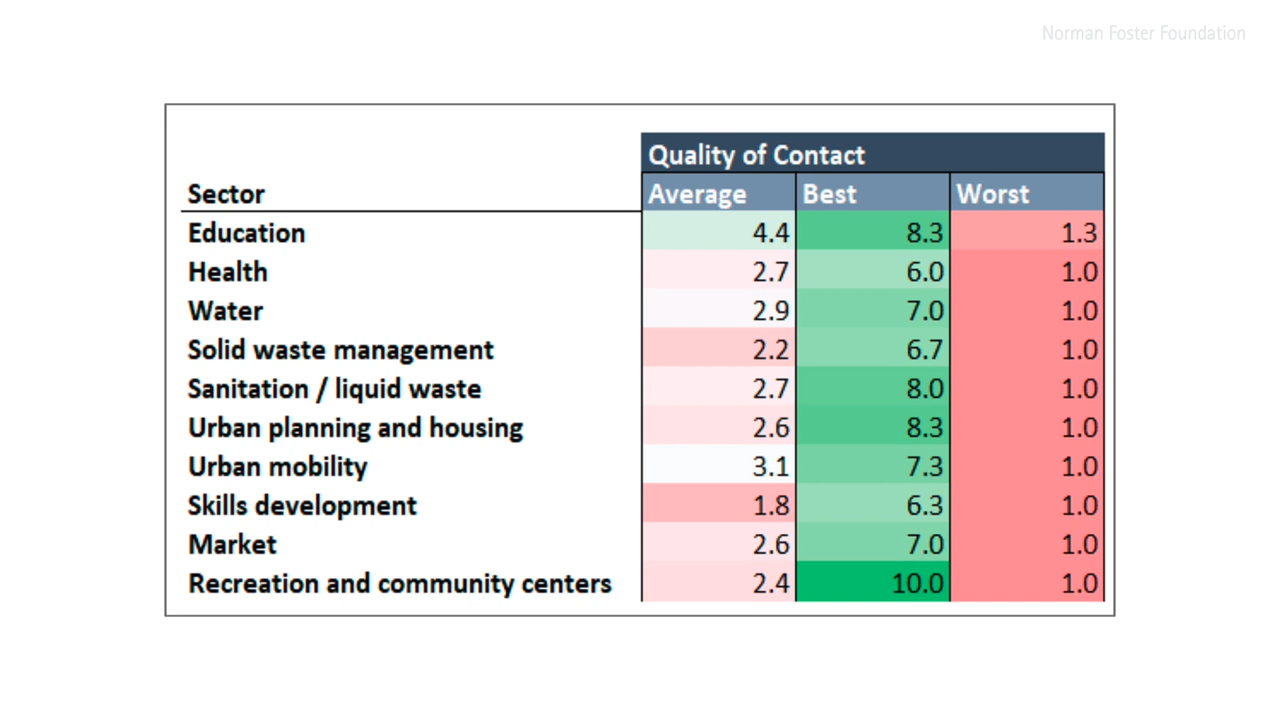 Norman Foster Foundation
Quality of Contact
Sector Average Best Worst
Education 4.4 8.3 1.3
Health 2.7 6.0 1.0
Water 2.9 7.0 1.0
Solid waste management 2.2 6.7 1.0
Sanitation / liquid waste 2.7 8.0 1.0
Urban planning and housing 2.6 8.3 1.0
Urban mobility 3.1 7.3 1.0
Skills development 1.8 6.3 1.0
Market 2.6 7.0 1.0
Recreation and community centers 2.4 10.0 1.0